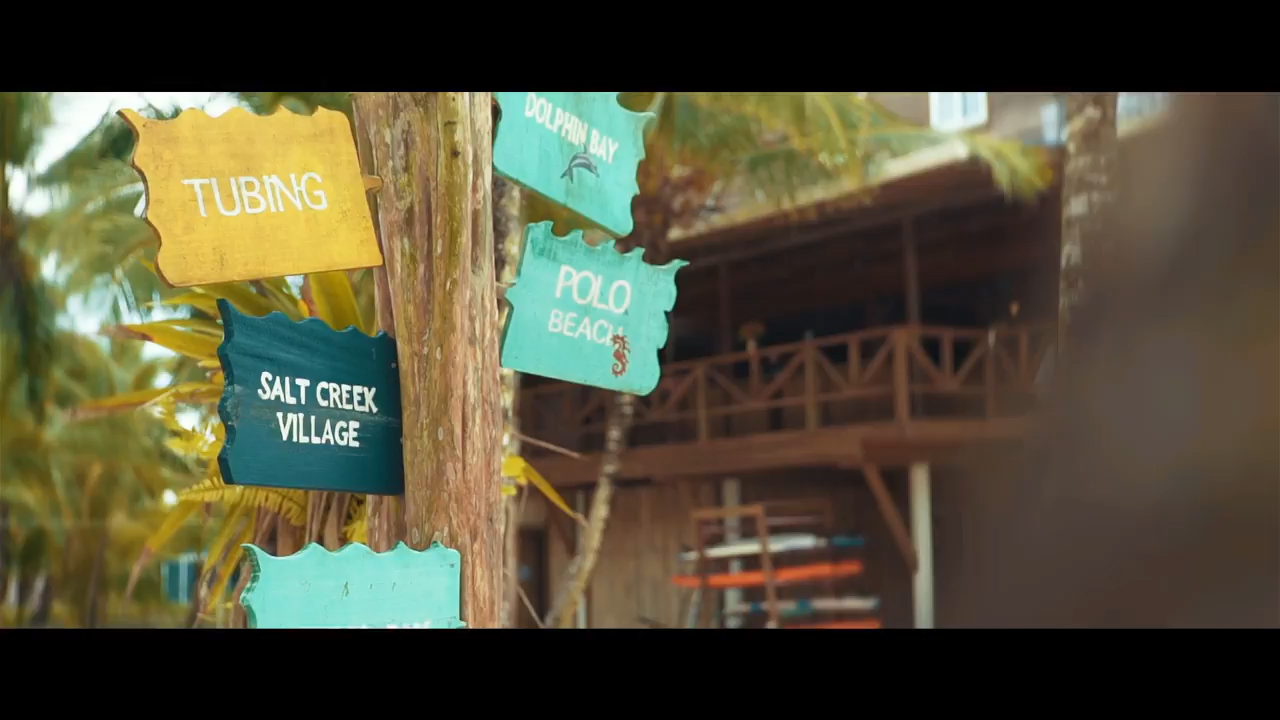 TUBING
DOLPHIN BAY
POLO
BEACH
SALT CREEK
VILLAGE